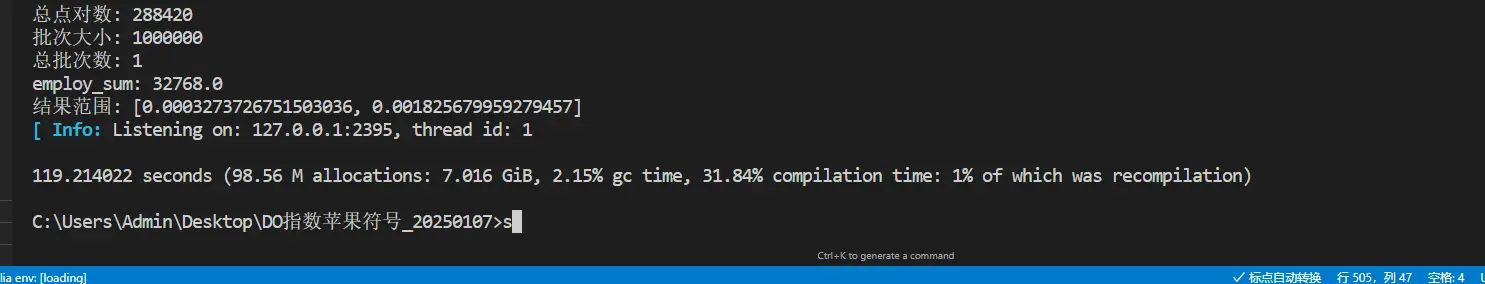 总点对数: 288420
批次大小: 1000000
总批次数: 1
employ_sum: 32768.0
结果范围: [0.0003273726751503036, 0.001825679959279457]
[ Info: Listening on: 127.0.0.1:2395, thread id: 1
119.214022 seconds (98.56 M allocations: 7.016 GiB, 2.15% gc time, 31.84% compilation time: 1% of which was recompilation)
C:\Users\Admin\Desktop\DO指数苹果符号_20250107>s
Ctrl+K to generate a command
lia env: [loading] ✓ 标点自动转换 行 505，列 47 空格: 4